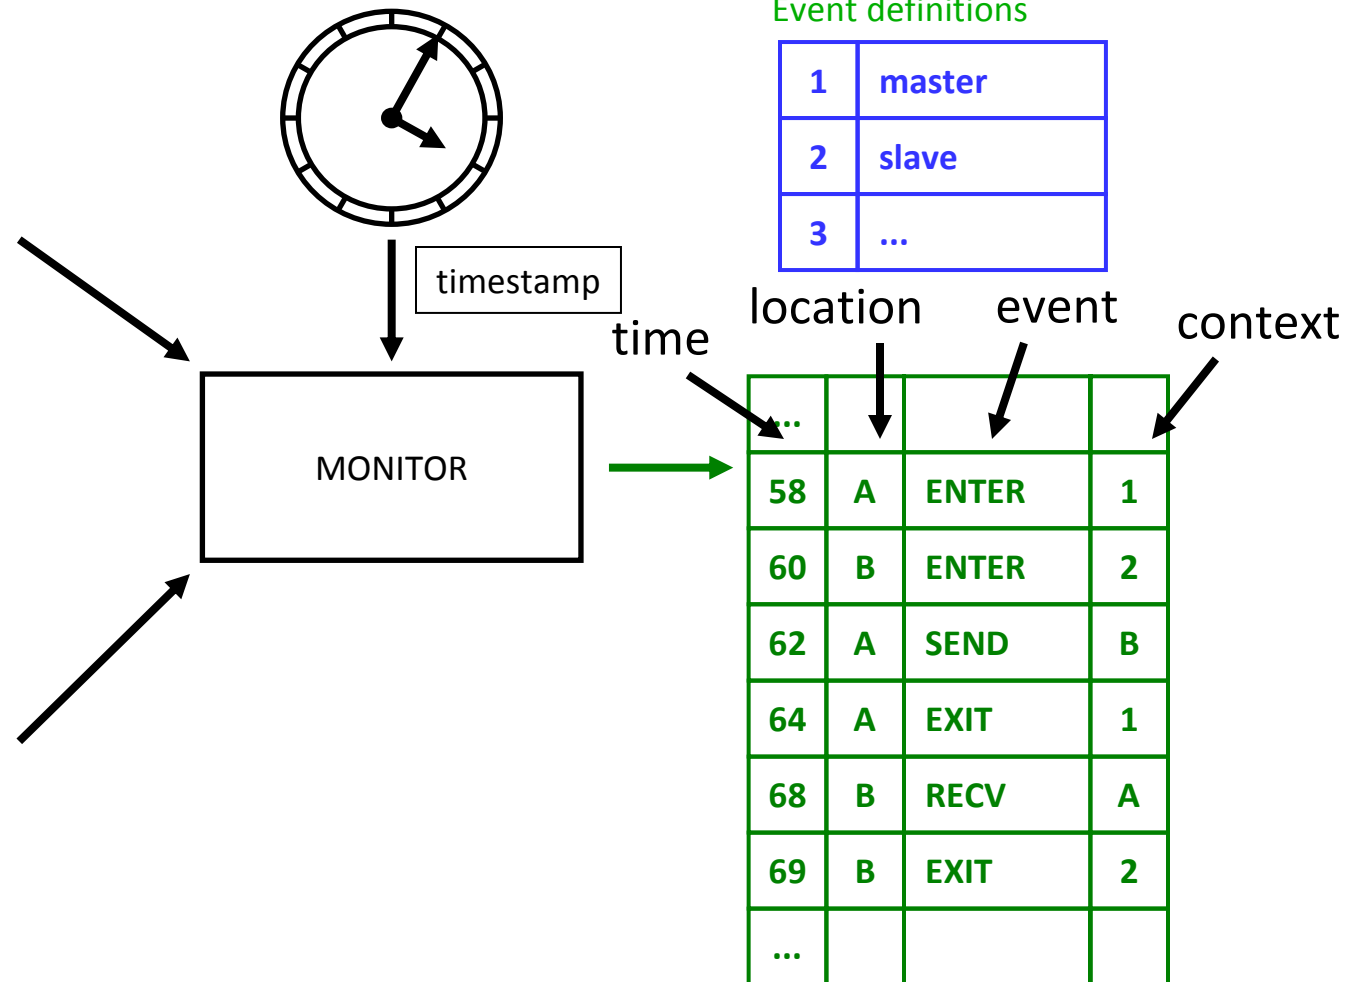 Event definitions
1 master
2 slave
3 ...
timestamp
time location event context
MONITOR
...
58 A ENTER 1
60 B ENTER 2
62 A SEND B
64 A EXIT 1
68 B RECV A
69 B EXIT 2
...